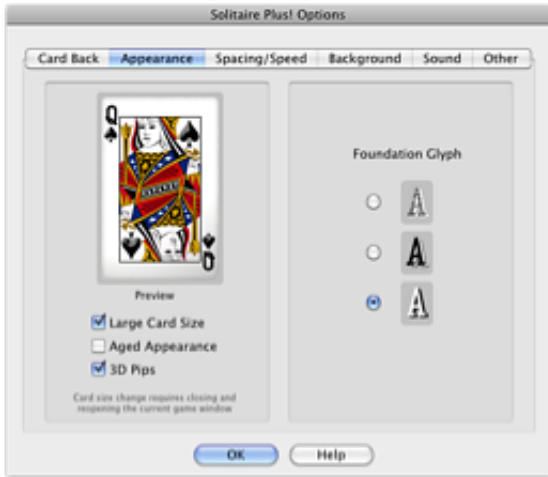 Solitaire Plus! Options
Card Back Appearance Spacing/Speed Background Sound Other
Q
Q
Preview
Large Card Size
Aged Appearance
3D Pips
Card size change requires closing and
reopening the current game window
Foundation Glyph
A
A
A
OK Help